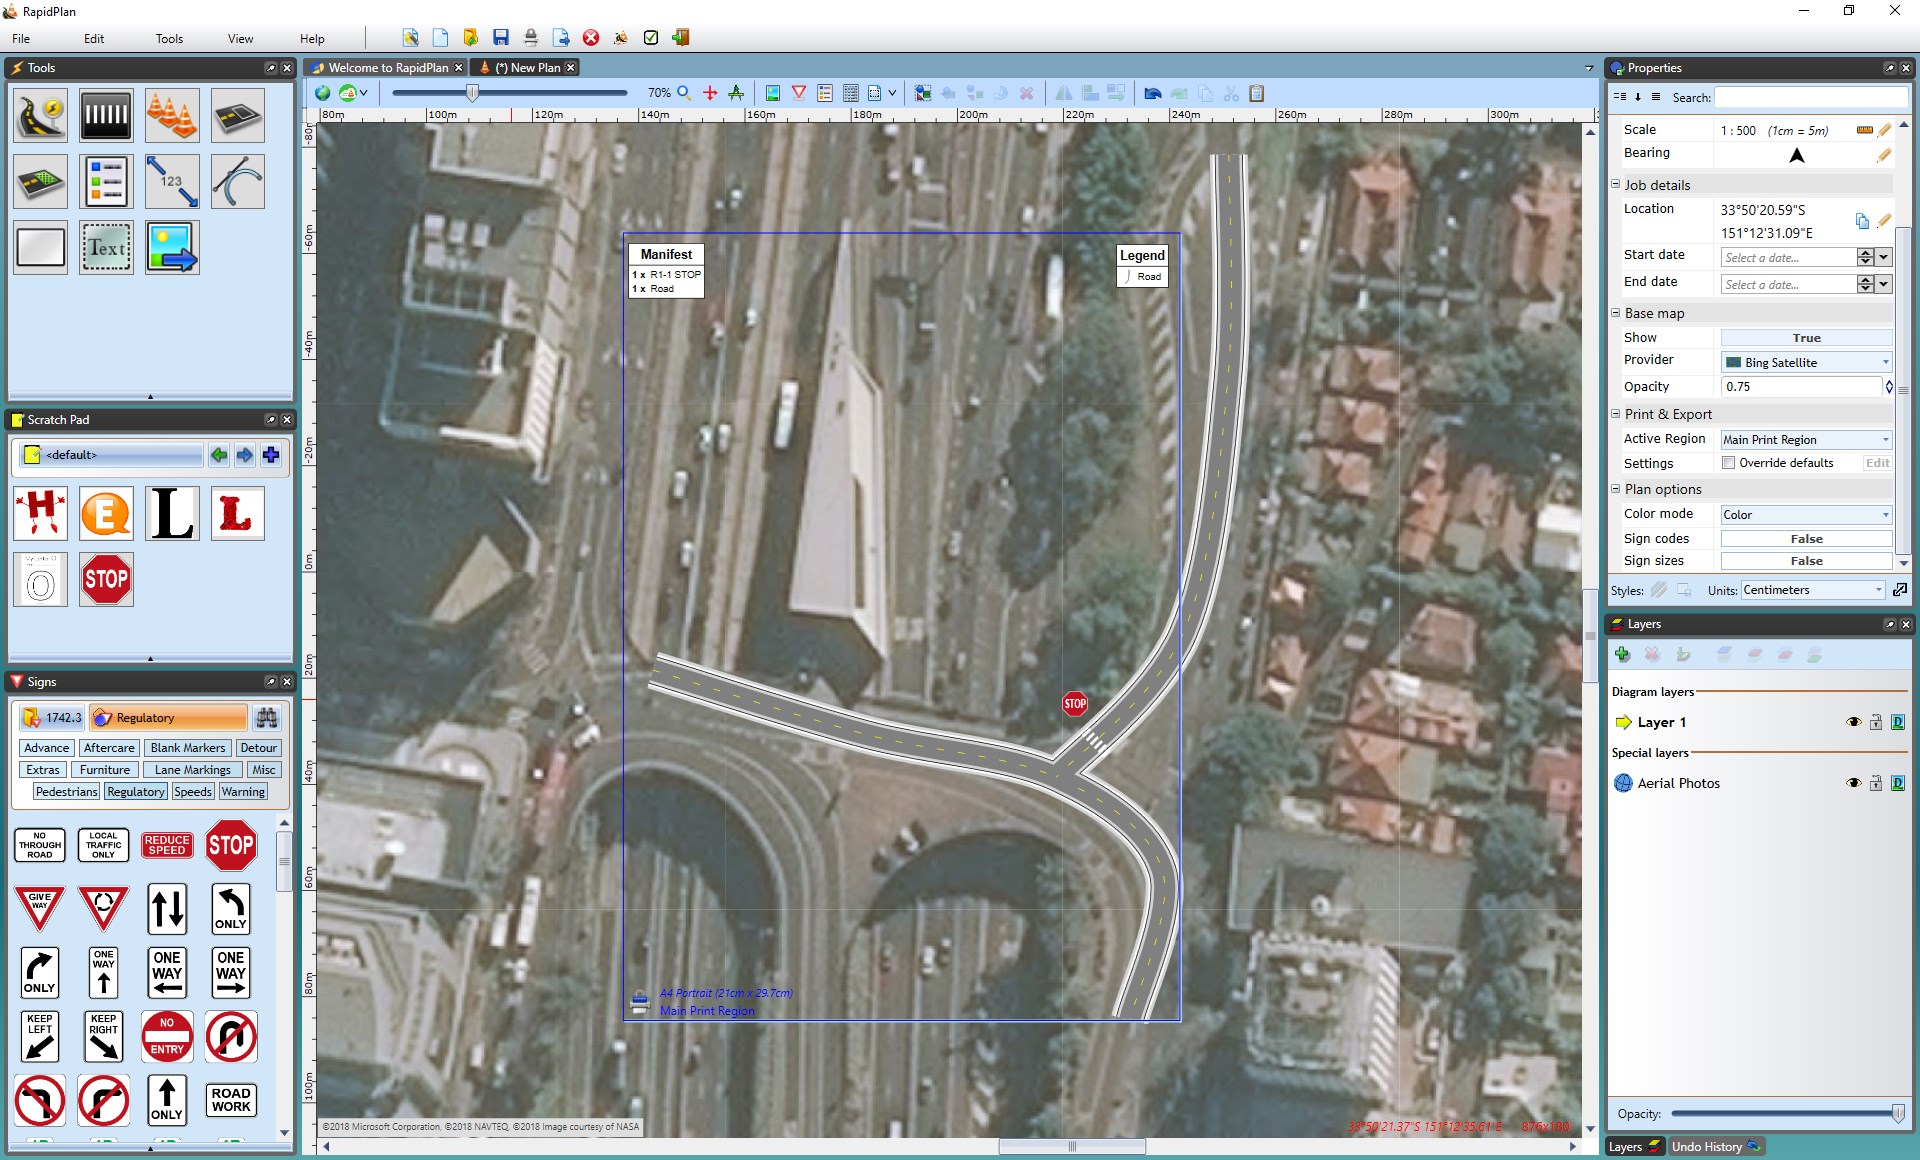 RapidPlan
File Edit Tools View Help
Tools
123
Text
Scratch Pad
<default>
H E L L
O STOP
Signs
1742.3 Regulatory
Advance Aftercare Blank Markers Detour
Extras Furniture Lane Markings Misc
Pedestrians Regulatory Speeds Warning
NO THROUGH ROAD
LOCAL TRAFFIC ONLY
REDUCE SPEED
STOP
GIVE WAY
ONLY
ONLY
ONE WAY
ONE WAY
ONE WAY
KEEP LEFT
KEEP RIGHT
NO ENTRY
ONLY
ROAD WORK
Welcome to RapidPlan (*) New Plan
70%
80m 100m 120m 140m 160m 180m 200m 220m 240m 260m 280m 300m
-80m
-60m
-40m
-20m
0m
20m
40m
60m
80m
100m
Manifest
1 x R1-1 STOP
1 x Road
Legend
Road
STOP
A4 Portrait (21cm x 29.7cm)
Main Print Region
©2018 Microsoft Corporation, ©2018 NAVTEQ, ©2018 Image courtesy of NASA
33°50'21.37"S 151°12'35.61"E
Properties
Search:
Scale 1 : 500 (1cm = 5m)
Bearing
Job details
Location 33°50'20.59"S
151°12'31.09"E
Start date Select a date...
End date Select a date...
Base map
Show True
Provider Bing Satellite
Opacity 0.75
Print & Export
Active Region Main Print Region
Settings Override defaults Edit
Plan options
Color mode Color
Sign codes False
Sign sizes False
Styles: Units: Centimeters
Layers
Diagram layers
Layer 1
Special layers
Aerial Photos
Opacity:
Layers Undo History